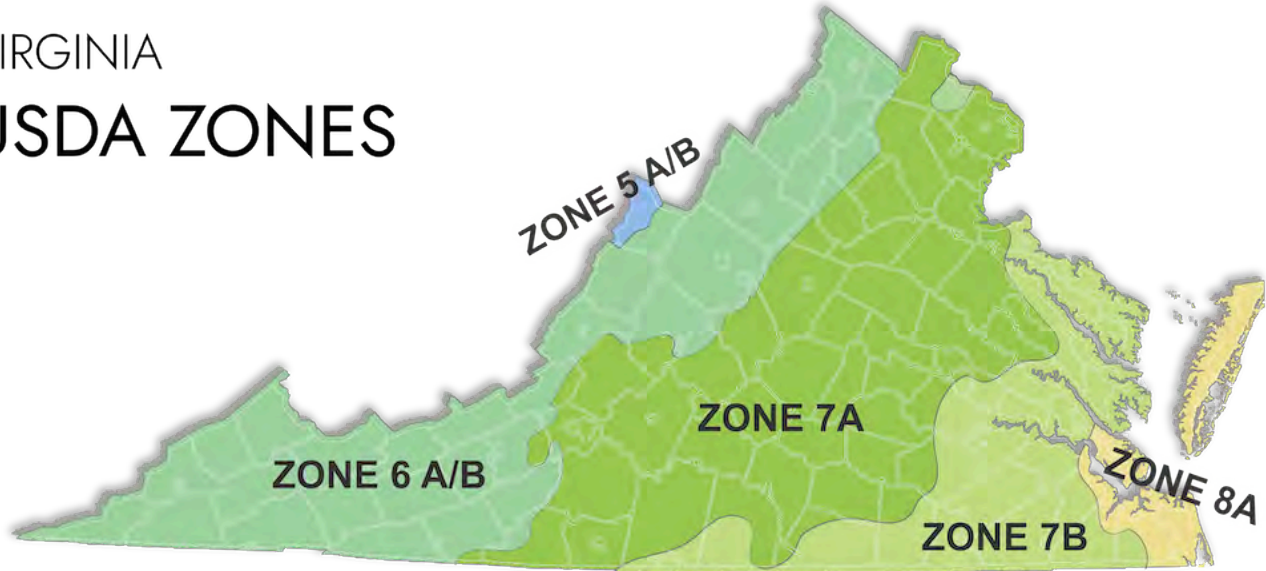 IRGINIA
USDA ZONES
ZONE 5 A/B
ZONE 7A
ZONE 6 A/B
ZONE 8A
ZONE 7B